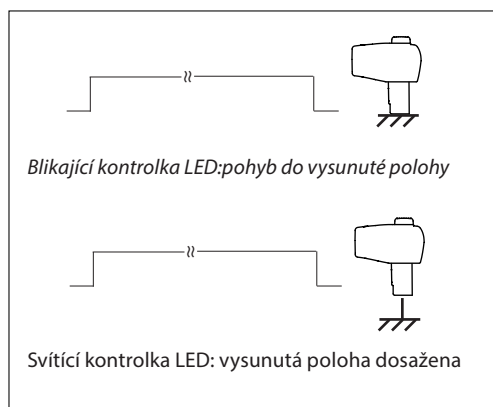 Blikající kontrolka LED:pohyb do vysunuté polohy
Svítící kontrolka LED: vysunutá poloha dosažena